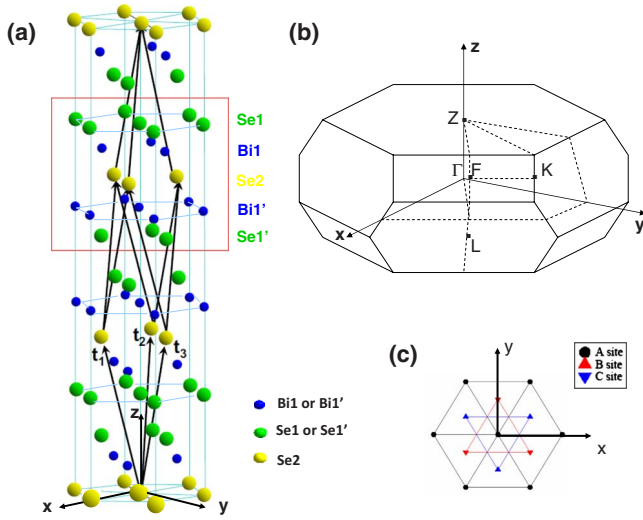 (a)
Se1
Bi1
Se2
Bi1'
Se1'
t1
t2
t3
z
x
y
Bi1 or Bi1'
Se1 or Se1'
Se2
(b)
z
Z
Γ
F
K
x
y
L
(c)
y
x
A site
B site
C site